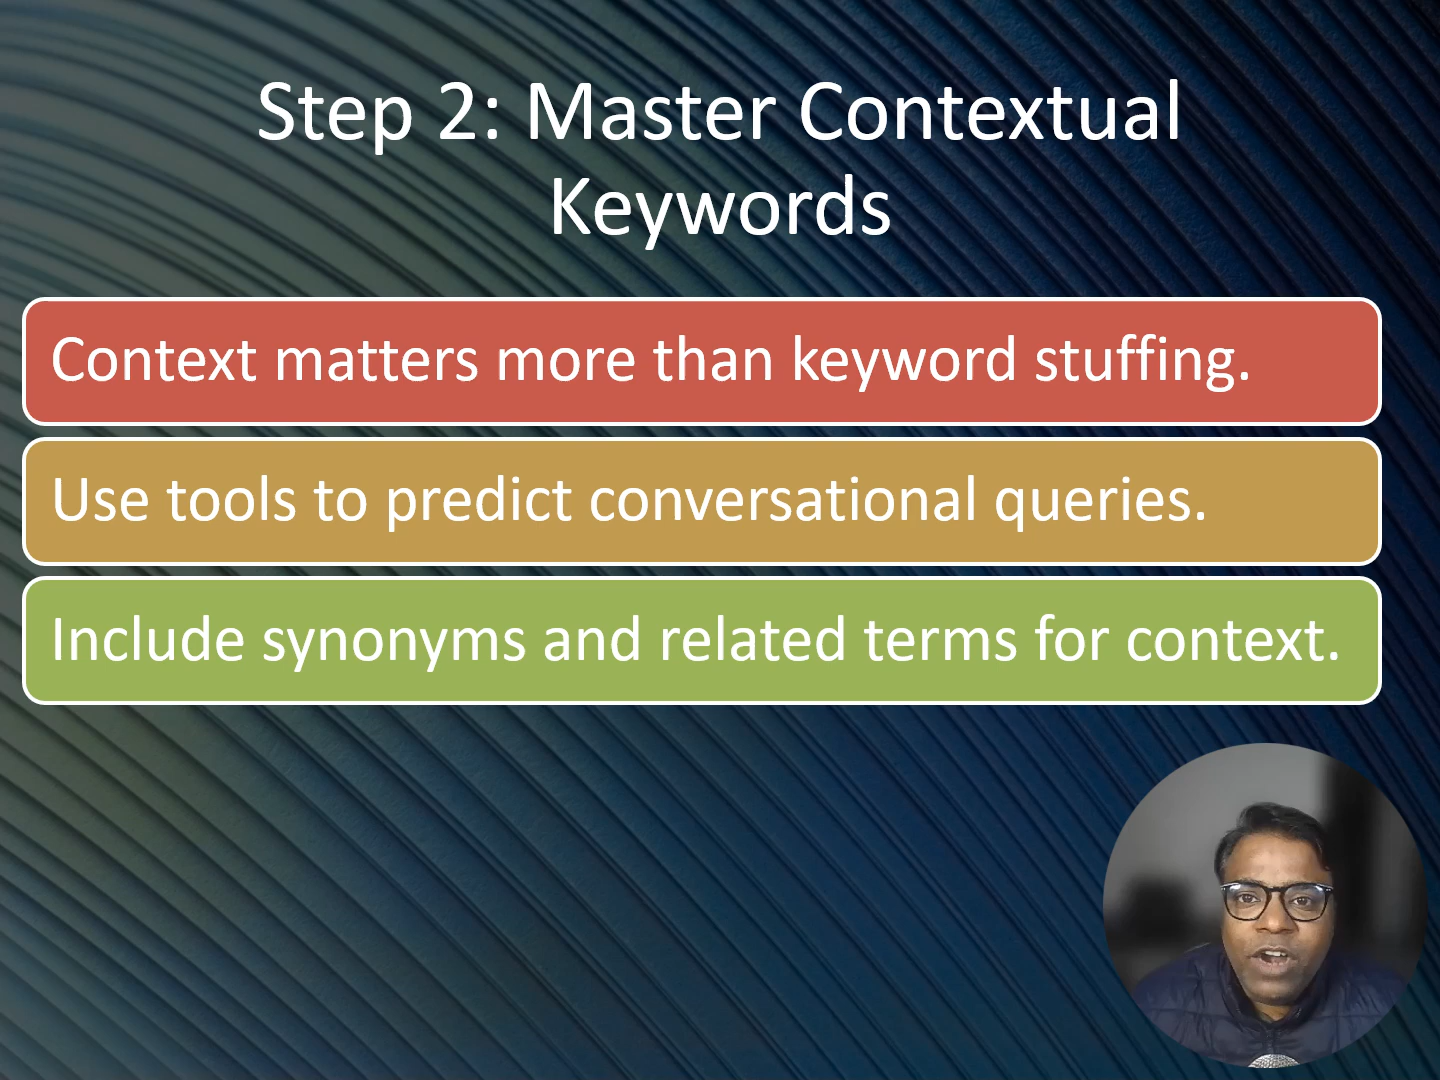 Step 2: Master Contextual
Keywords
Context matters more than keyword stuffing.
Use tools to predict conversational queries.
Include synonyms and related terms for context.